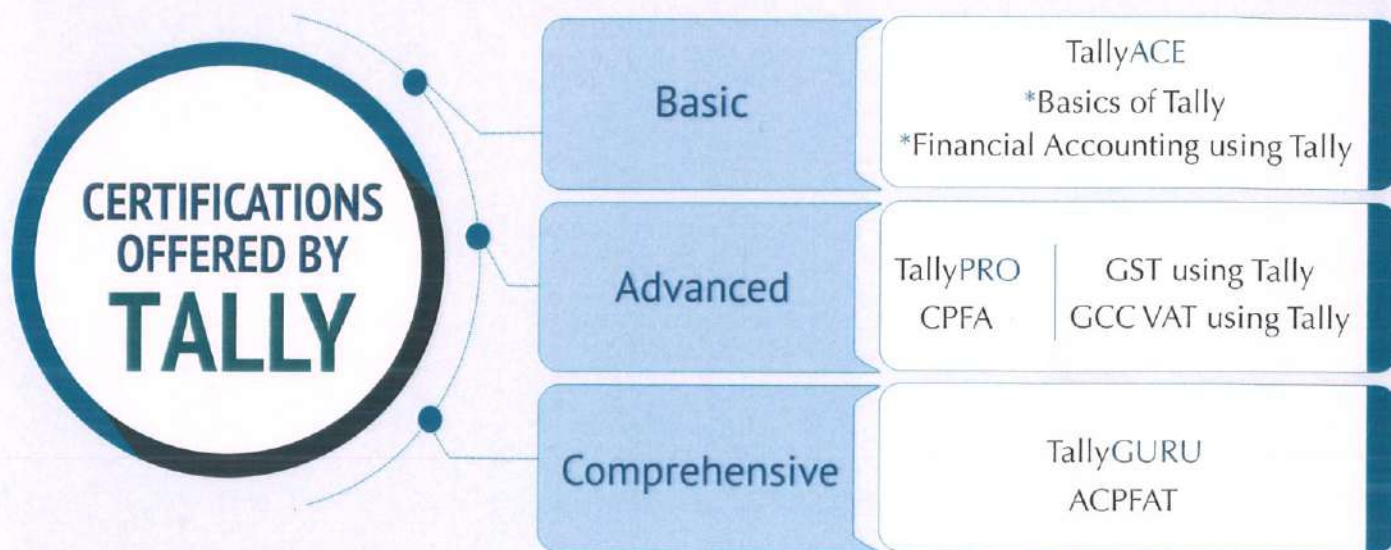 CERTIFICATIONS
OFFERED BY
TALLY
Basic
TallyACE
*Basics of Tally
*Financial Accounting using Tally
Advanced
TallyPRO
CPFA
GST using Tally
GCC VAT using Tally
Comprehensive
TallyGURU
ACPFAT